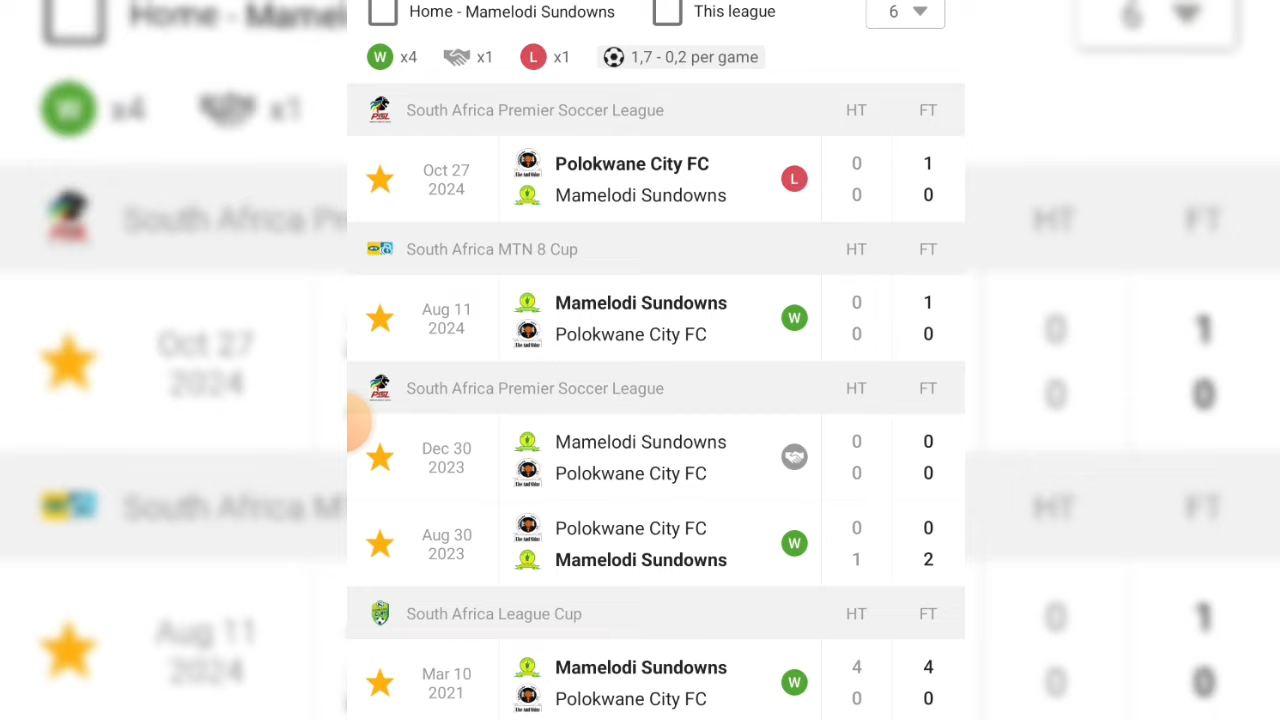 Home - Mamelodi Sundowns This league 6
W x4 x1 L x1 1,7 - 0,2 per game
South Africa Premier Soccer League HT FT
Oct 27 2024
Polokwane City FC 0 1
L
Mamelodi Sundowns 0 0
South Africa MTN 8 Cup HT FT
Aug 11 2024
Mamelodi Sundowns 0 1
W
Polokwane City FC 0 0
South Africa Premier Soccer League HT FT
Dec 30 2023
Mamelodi Sundowns 0 0
Polokwane City FC 0 0
Aug 30 2023
Polokwane City FC 0 0
W
Mamelodi Sundowns 1 2
South Africa League Cup HT FT
Mar 10 2021
Mamelodi Sundowns 4 4
W
Polokwane City FC 0 0